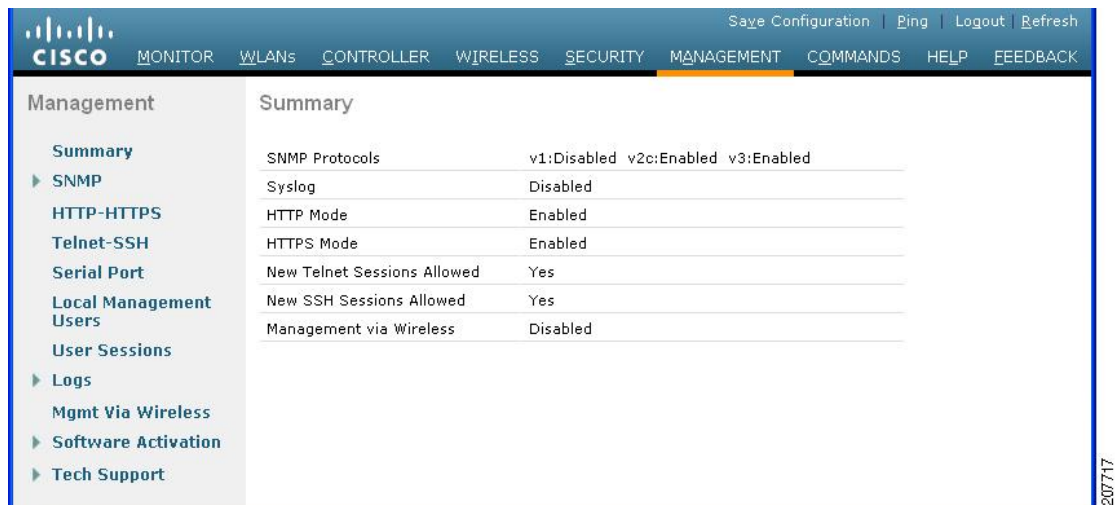 Save Configuration | Ping | Logout | Refresh
CISCO MONITOR WLANs CONTROLLER WIRELESS SECURITY MANAGEMENT COMMANDS HELP FEEDBACK
Management
Summary
SNMP
HTTP-HTTPS
Telnet-SSH
Serial Port
Local Management
Users
User Sessions
Logs
Mgmt Via Wireless
Software Activation
Tech Support
Summary
SNMP Protocols v1:Disabled v2c:Enabled v3:Enabled
Syslog Disabled
HTTP Mode Enabled
HTTPS Mode Enabled
New Telnet Sessions Allowed Yes
New SSH Sessions Allowed Yes
Management via Wireless Disabled
207717